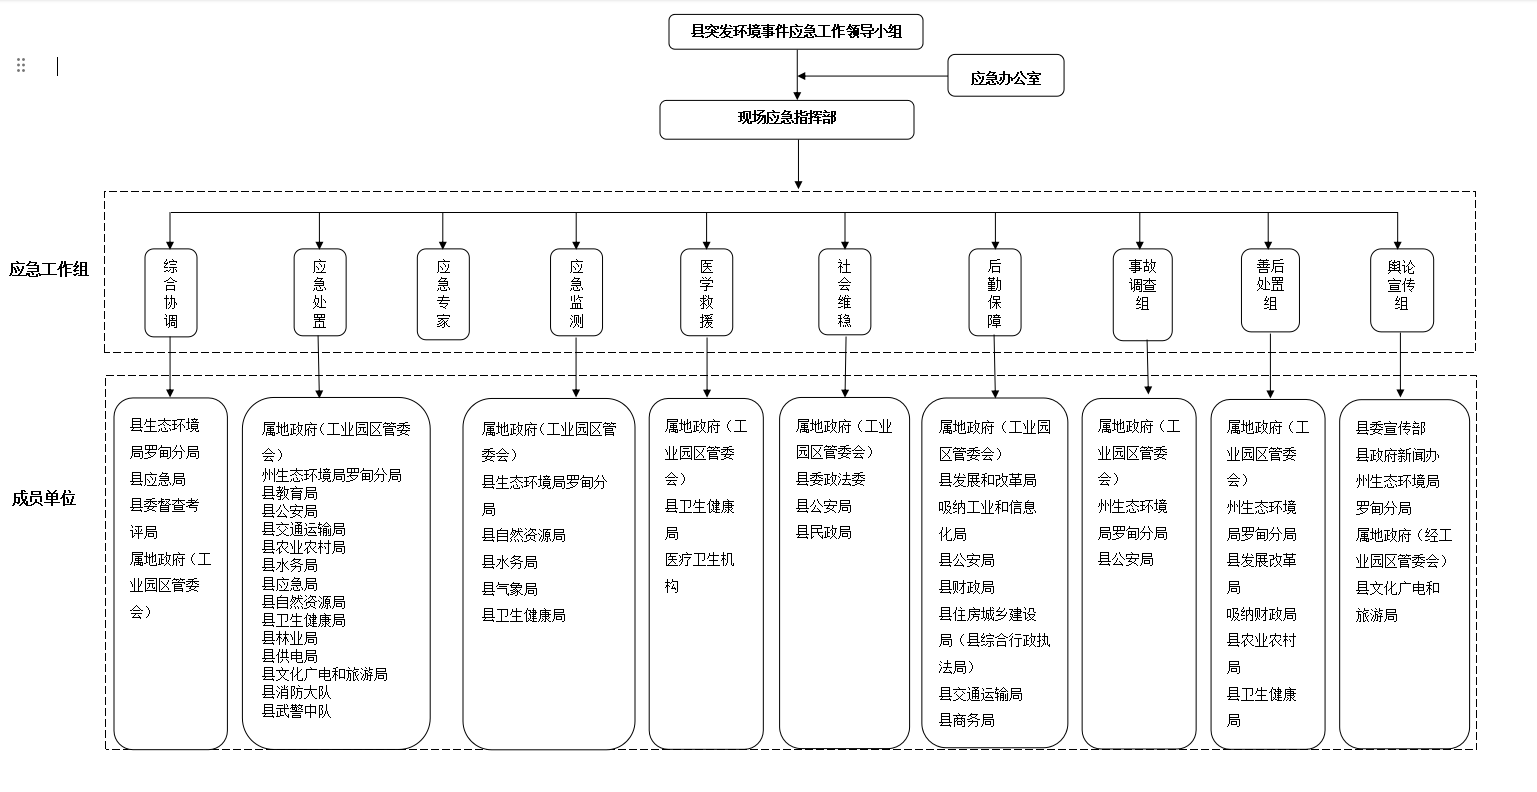 县突发环境事件应急工作领导小组
应急办公室
现场应急指挥部
应急工作组
综
合
协
调
应
急
处
置
应
急
专
家
应
急
监
测
医
学
救
援
社
会
维
稳
后
勤
保
障
事故
调查
组
善后
处置
组
舆论
宣传
组
成员单位
县生态环境
局罗甸分局
县应急局
县委督查考
评局
属地政府（工
业园区管委
会）
属地政府（工业园区管委
会）
州生态环境局罗甸分局
县教育局
县公安局
县交通运输局
县农业农村局
县水务局
县应急局
县自然资源局
县卫生健康局
县林业局
县供电局
县文化广电和旅游局
县消防大队
县武警中队
属地政府（工业园区管
委会）
县生态环境局罗甸分
局
县自然资源局
县水务局
县气象局
县卫生健康局
属地政府（工
业园区管委
会）
县卫生健康
局
医疗卫生机
构
属地政府（工业
园区管委会）
县委政法委
县公安局
县民政局
属地政府（工业园
区管委会）
县发展和改革局
吸纳工业和信息
化局
县公安局
县财政局
县住房城乡建设
局（县综合行政执
法局）
县交通运输局
县商务局
属地政府（工
业园区管委
会）
州生态环境
局罗甸分局
县公安局
属地政府（工
业园区管委
会）
州生态环境
局罗甸分局
县发展改革
局
吸纳财政局
县农业农村
局
县卫生健康
局
县委宣传部
县政府新闻办
州生态环境局
罗甸分局
属地政府（经工
业园区管委会）
县文化广电和
旅游局